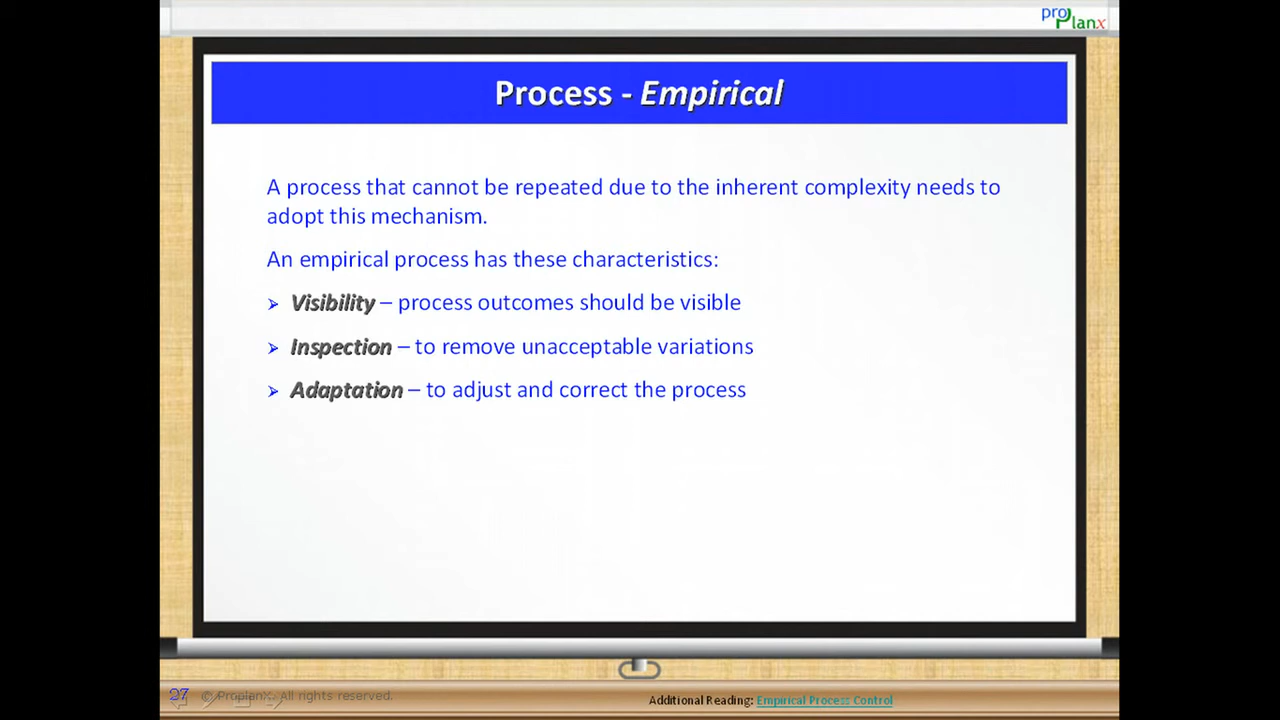 pro
Planx
Process - Empirical
A process that cannot be repeated due to the inherent complexity needs to
adopt this mechanism.
An empirical process has these characteristics:
➢ Visibility – process outcomes should be visible
➢ Inspection – to remove unacceptable variations
➢ Adaptation – to adjust and correct the process
27 © ProplanX. All rights reserved.
Additional Reading: Empirical Process Control